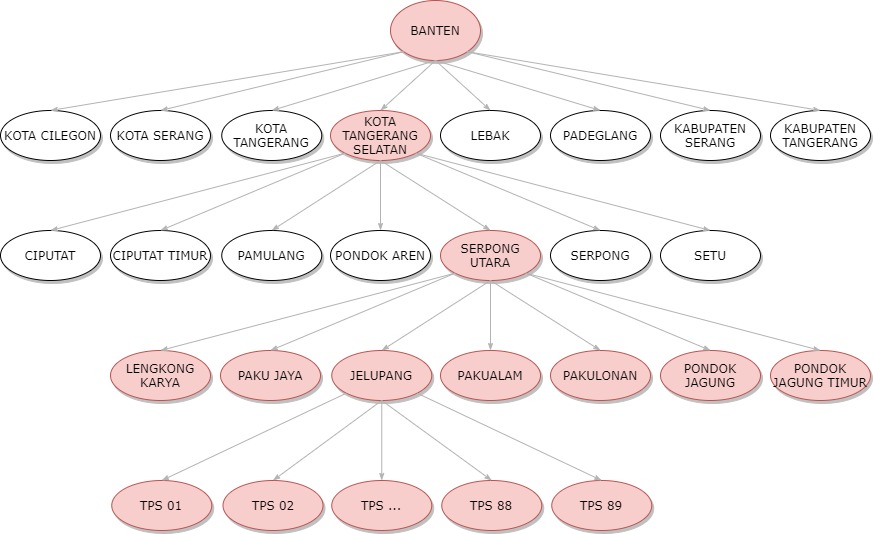 BANTEN
KOTA CILEGON
KOTA SERANG
KOTA
TANGERANG
KOTA
TANGERANG
SELATAN
LEBAK
PADEGLANG
KABUPATEN
SERANG
KABUPATEN
TANGERANG
CIPUTAT
CIPUTAT TIMUR
PAMULANG
PONDOK AREN
SERPONG
UTARA
SERPONG
SETU
LENGKONG
KARYA
PAKU JAYA
JELUPANG
PAKUALAM
PAKULONAN
PONDOK
JAGUNG
PONDOK
JAGUNG TIMUR
TPS 01
TPS 02
TPS ...
TPS 88
TPS 89